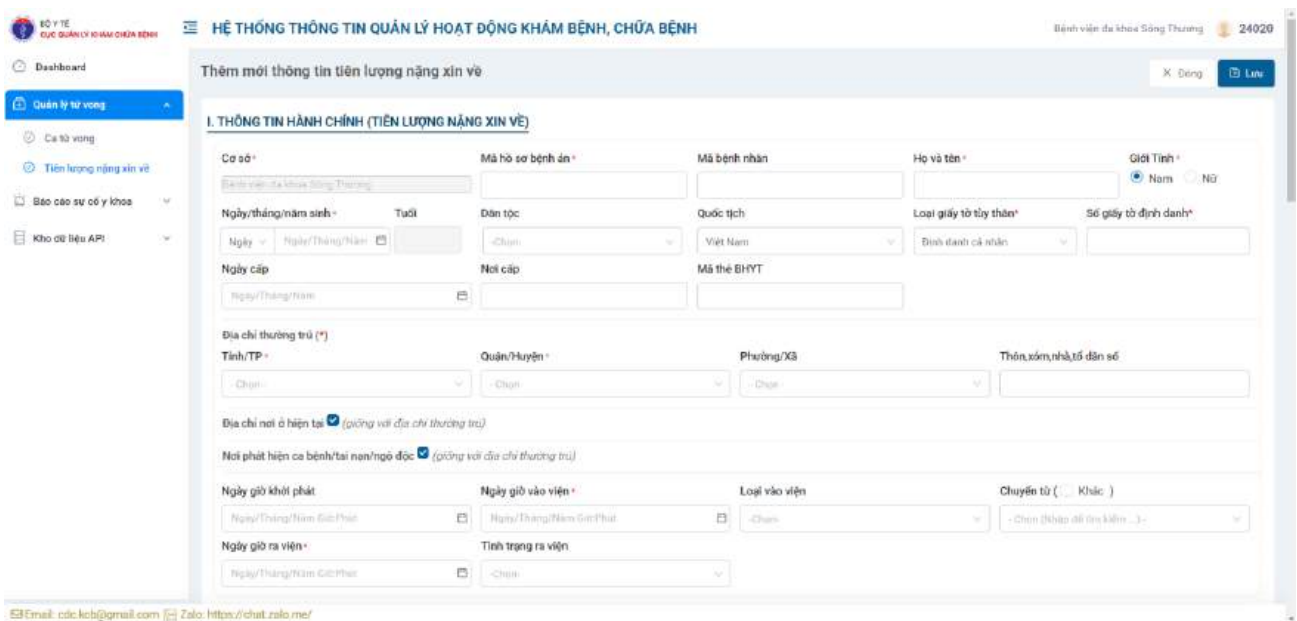 BỘ Y TẾ
CỤC QUẢN LÝ KHÁM CHỮA BỆNH
HỆ THỐNG THÔNG TIN QUẢN LÝ HOẠT ĐỘNG KHÁM BỆNH, CHỮA BỆNH
Bệnh viện đa khoa Sông Thương
24020
Dashboard
Quản lý tử vong
Ca tử vong
Tiên lượng nặng xin về
Báo cáo sự cố y khoa
Kho dữ liệu API
Thêm mới thông tin tiên lượng nặng xin về
X Đóng
Lưu
I. THÔNG TIN HÀNH CHÍNH (TIÊN LƯỢNG NẶNG XIN VỀ)
Cơ sở * Mã hồ sơ bệnh án * Mã bệnh nhân Họ và tên * Giới Tính *
Bệnh viện đa khoa Sông Thương Nam Nữ
Ngày/tháng/năm sinh * Tuổi Dân tộc Quốc tịch Loại giấy tờ tùy thân* Số giấy tờ định danh*
Ngày Ngày/Tháng/Năm -Chọn- Việt Nam Định danh cá nhân
Ngày cấp Nơi cấp Mã thẻ BHYT
Ngày/Tháng/Năm
Địa chỉ thường trú (*)
Tỉnh/TP * Quận/Huyện * Phường/Xã Thôn,xóm,nhà,tổ dân số
- Chọn - - Chọn - - Chọn -
Địa chỉ nơi ở hiện tại (giống với địa chỉ thường trú)
Nơi phát hiện ca bệnh/tai nạn/ngộ độc (giống với địa chỉ thường trú)
Ngày giờ khởi phát Ngày giờ vào viện * Loại vào viện Chuyển từ ( Khác )
Ngày/Tháng/Năm Giờ:Phút Ngày/Tháng/Năm Giờ:Phút -Chọn- - Chọn (Nhập để tìm kiếm ...) -
Ngày giờ ra viện * Tình trạng ra viện
Ngày/Tháng/Năm Giờ:Phút -Chọn-
Email: cdc.kcb@gmail.com Zalo: https://chat.zalo.me/